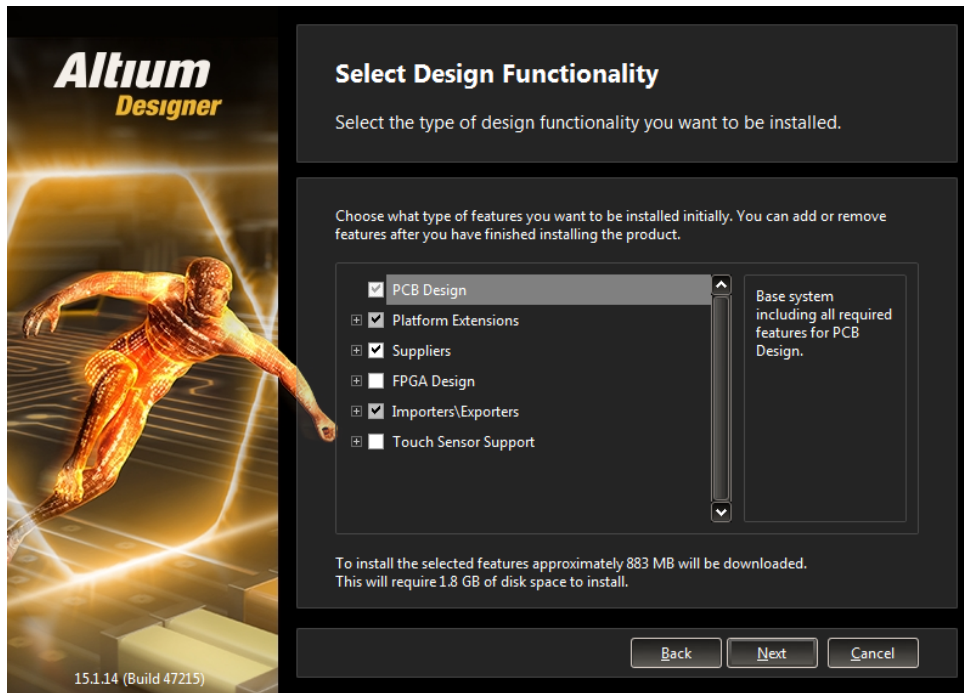 Altıum
Designer
Select Design Functionality
Select the type of design functionality you want to be installed.
Choose what type of features you want to be installed initially. You can add or remove
features after you have finished installing the product.
PCB Design
Platform Extensions
Suppliers
FPGA Design
Importers\Exporters
Touch Sensor Support
Base system
including all required
features for PCB
Design.
To install the selected features approximately 883 MB will be downloaded.
This will require 1.8 GB of disk space to install.
Back
Next
Cancel
15.1.14 (Build 47215)